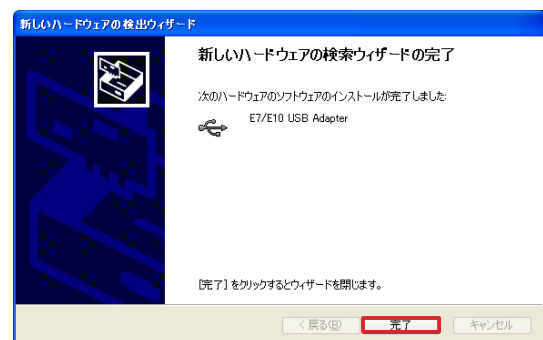 新しいハードウェアの検出ウィザード
新しいハードウェアの検索ウィザードの完了
次のハードウェアのソフトウェアのインストールが完了しました:
E7/E10 USB Adapter
[完了] をクリックするとウィザードを閉じます。
< 戻る(B) 完了 キャンセル